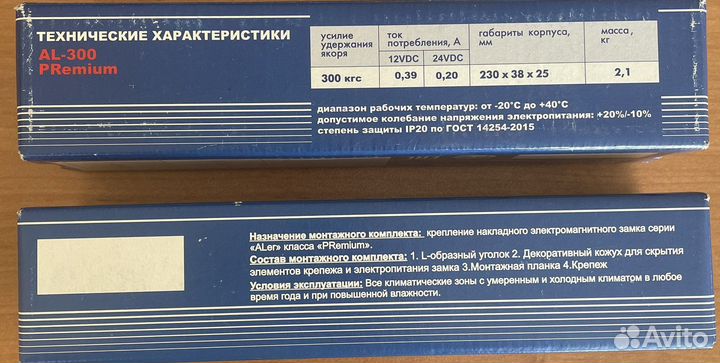 ТЕХНИЧЕСКИЕ ХАРАКТЕРИСТИКИ
AL-300
PRemium
усилие удержания якоря
ток потребления, А
габариты корпуса, мм
масса, кг
12VDC
24VDC
300 кгс
0,39
0,20
230 x 38 x 25
2,1
диапазон рабочих температур: от -20°C до +40°C
допустимое колебание напряжения электропитания: +20%/-10%
степень защиты IP20 по ГОСТ 14254-2015
Назначение монтажного комплекта: крепление накладного электромагнитного замка серии
«ALer» класса «PRemium».
Состав монтажного комплекта: 1. L-образный уголок 2. Декоративный кожух для скрытия
элементов крепежа и электропитания замка 3.Монтажная планка 4.Крепеж
Условия эксплуатации: Все климатические зоны с умеренным и холодным климатом в любое
время года и при повышенной влажности.
Avito